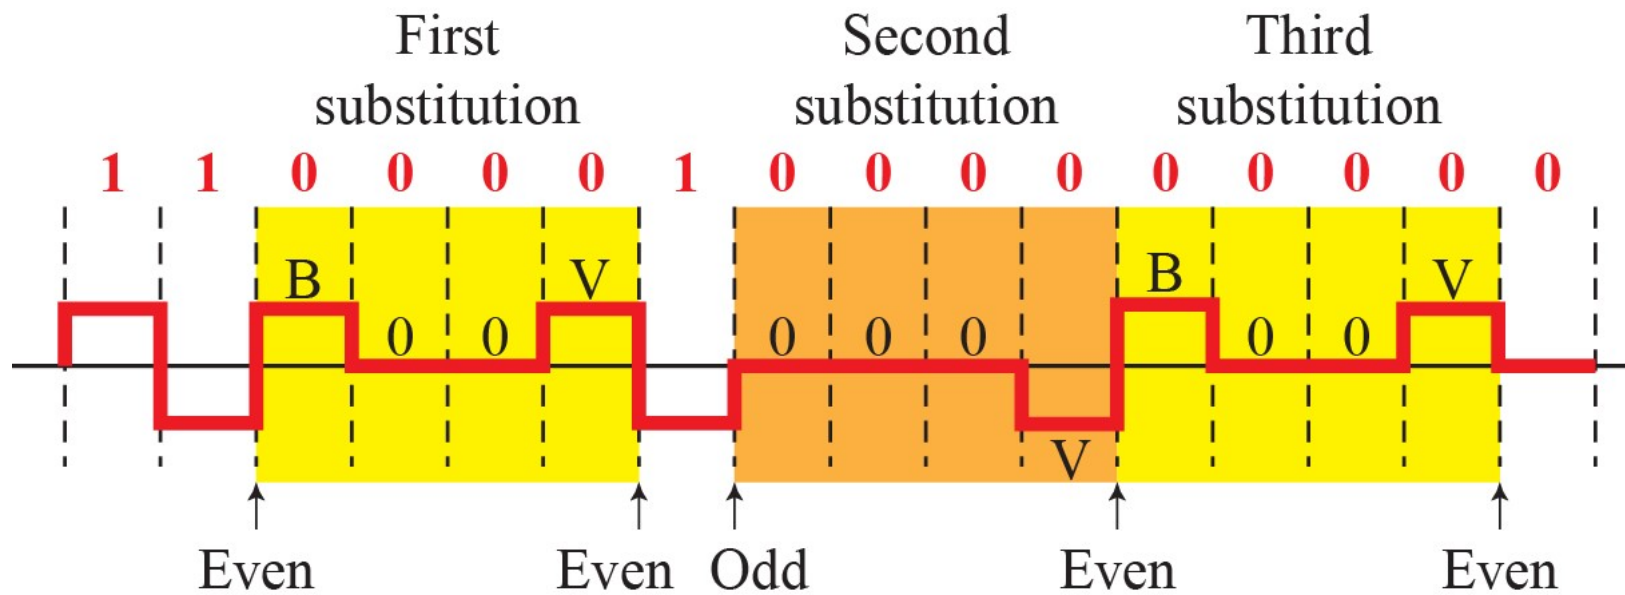 First Second Third
substitution substitution substitution
1 1 0 0 0 0 1 0 0 0 0 0 0 0 0 0
B V B V
0 0 0 0 0 0 0
V
Even Even Odd Even Even